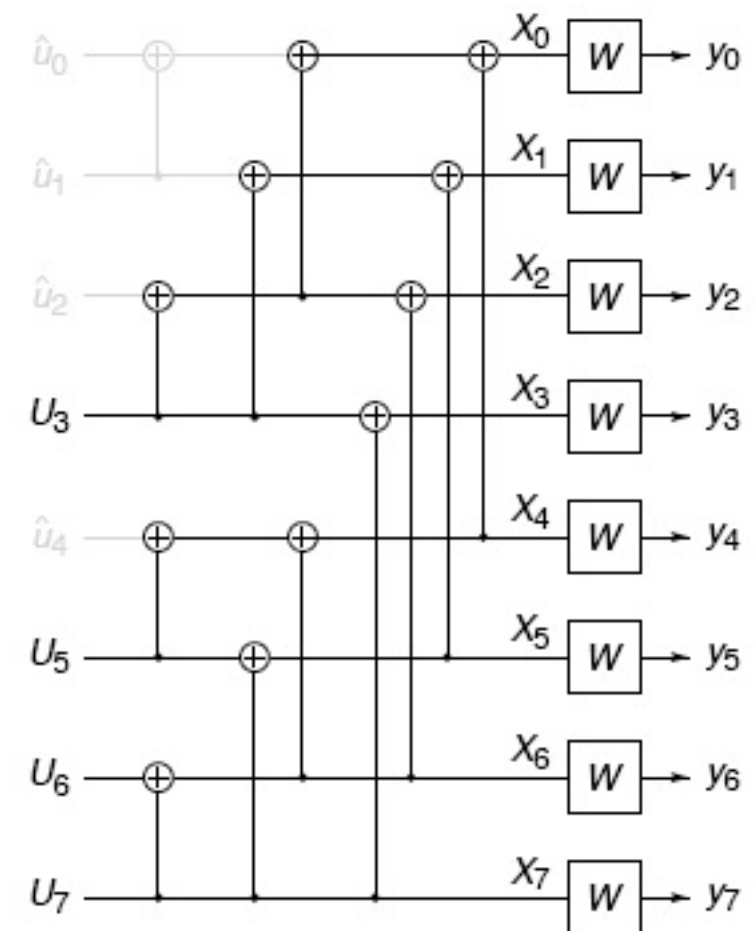 û₀ X₀ W y₀
û₁ X₁ W y₁
û₂ X₂ W y₂
U₃ X₃ W y₃
û₄ X₄ W y₄
U₅ X₅ W y₅
U₆ X₆ W y₆
U₇ X₇ W y₇